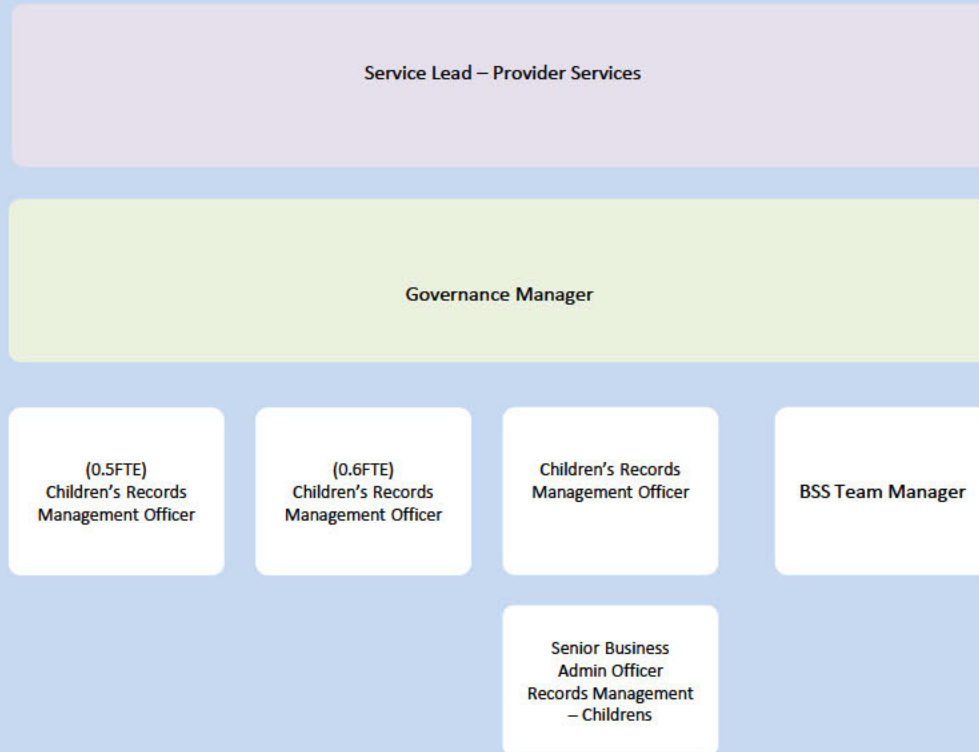 Service Lead – Provider Services
Governance Manager
(0.5FTE)
Children's Records
Management Officer
(0.6FTE)
Children's Records
Management Officer
Children's Records
Management Officer
BSS Team Manager
Senior Business
Admin Officer
Records Management
– Childrens